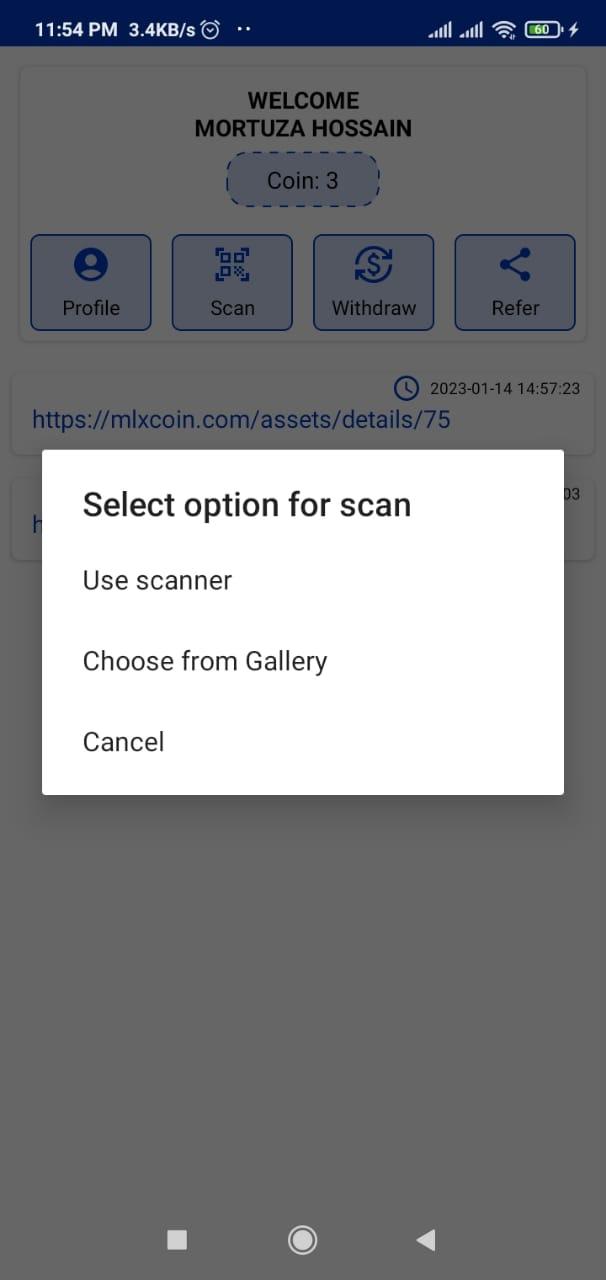 11:54 PM 3.4KB/s
60
WELCOME
MORTUZA HOSSAIN
Coin: 3
Profile Scan Withdraw Refer
2023-01-14 14:57:23
https://mlxcoin.com/assets/details/75
03
h
Select option for scan
Use scanner
Choose from Gallery
Cancel